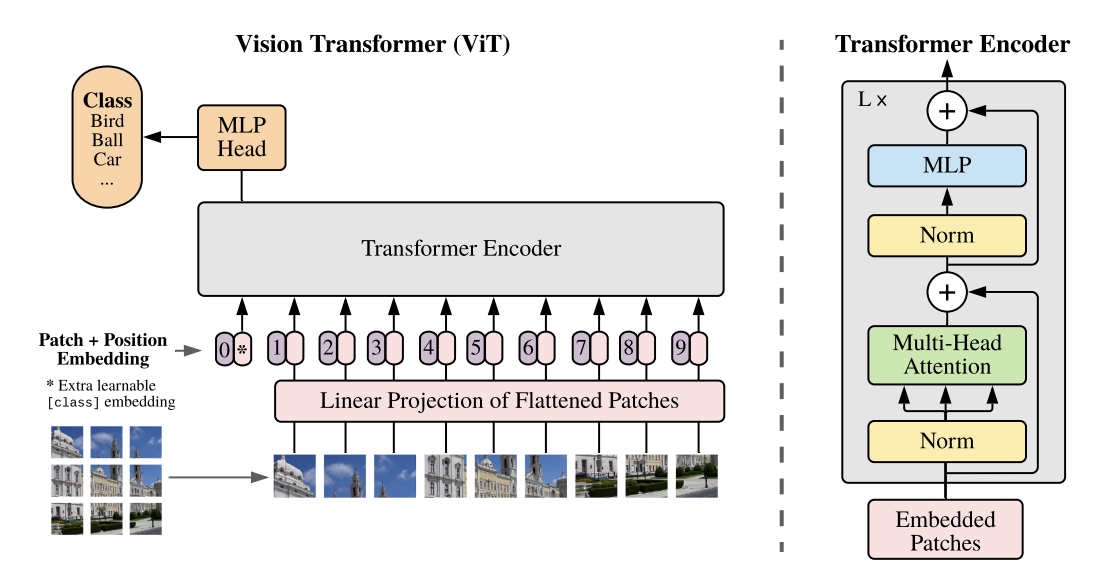 Vision Transformer (ViT)
Class
Bird
Ball
Car
...
MLP
Head
Transformer Encoder
Patch + Position
Embedding
0 * 1 2 3 4 5 6 7 8 9
* Extra learnable
[class] embedding
Linear Projection of Flattened Patches
Transformer Encoder
L ×
+
MLP
Norm
+
Multi-Head
Attention
Norm
Embedded
Patches